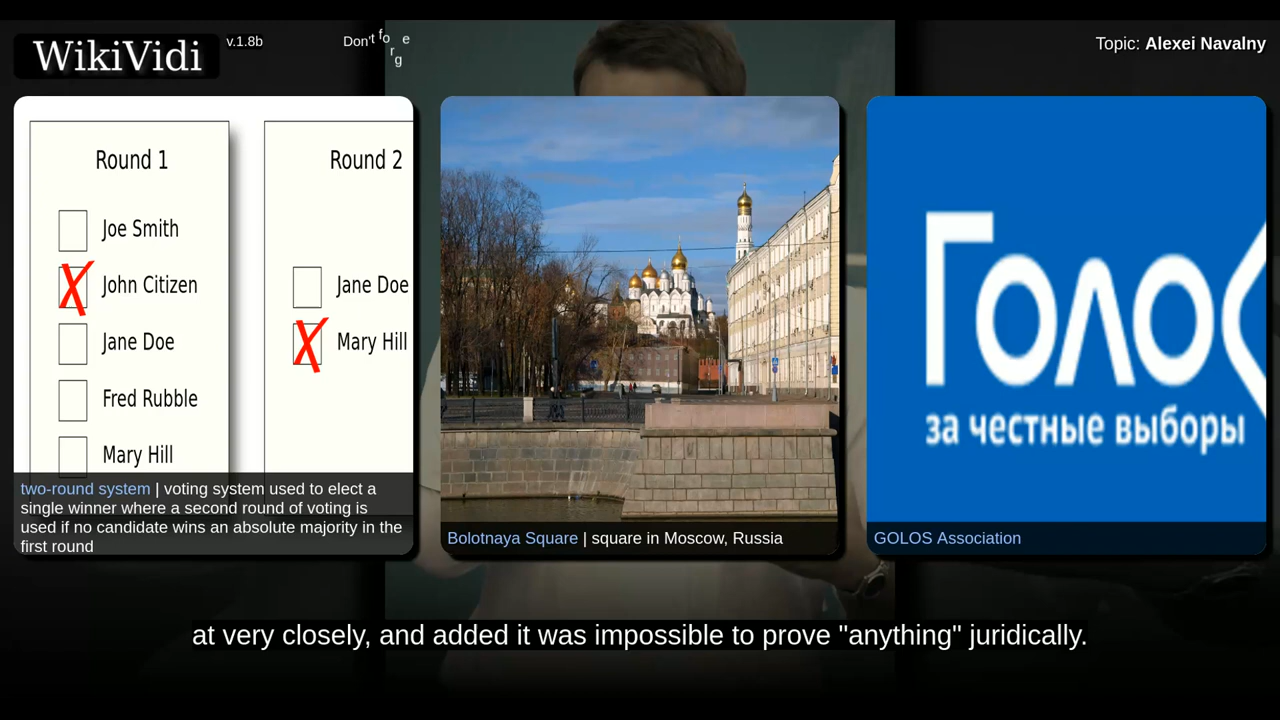 WikiVidi
v.1.8b
Don't forge
Topic: Alexei Navalny
Round 1
Joe Smith
John Citizen
Jane Doe
Fred Rubble
Mary Hill
Round 2
Jane Doe
Mary Hill
two-round system | voting system used to elect a
single winner where a second round of voting is
used if no candidate wins an absolute majority in the
first round
Bolotnaya Square | square in Moscow, Russia
Голос
за честные выборы
GOLOS Association
at very closely, and added it was impossible to prove "anything" juridically.